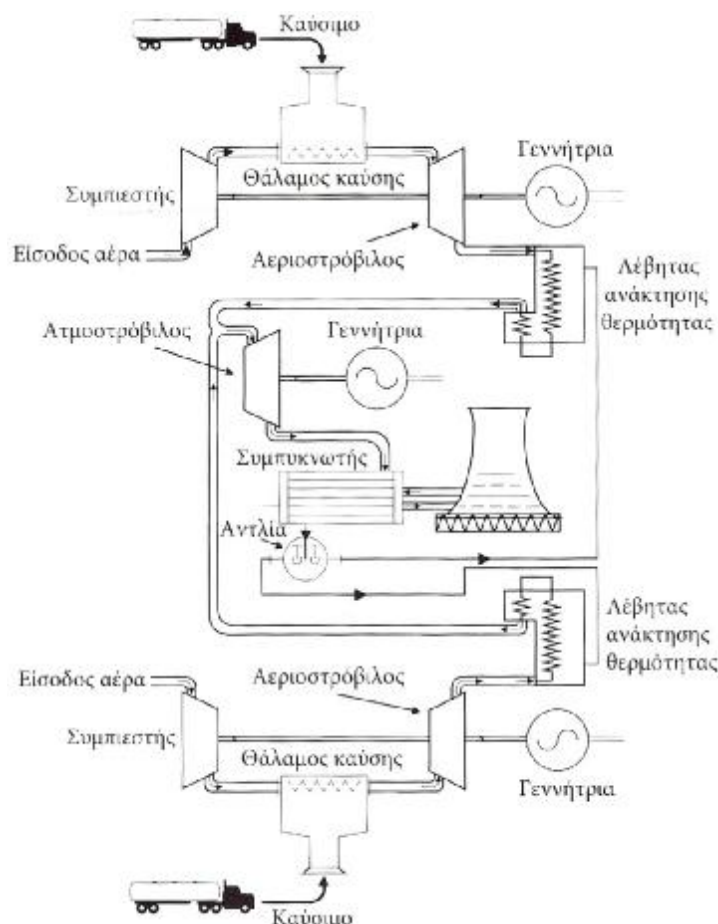 Καύσιμο
Γεννήτρια
Συμπιεστής
Θάλαμος καύσης
Είσοδος αέρα
Αεριοστρόβιλος
Λέβητας
ανάκτησης
θερμότητας
Ατμοστρόβιλος
Γεννήτρια
Συμπυκνωτής
Αντλία
Λέβητας
ανάκτησης
θερμότητας
Είσοδος αέρα
Αεριοστρόβιλος
Συμπιεστής
Θάλαμος καύσης
Γεννήτρια
Καύσιμο